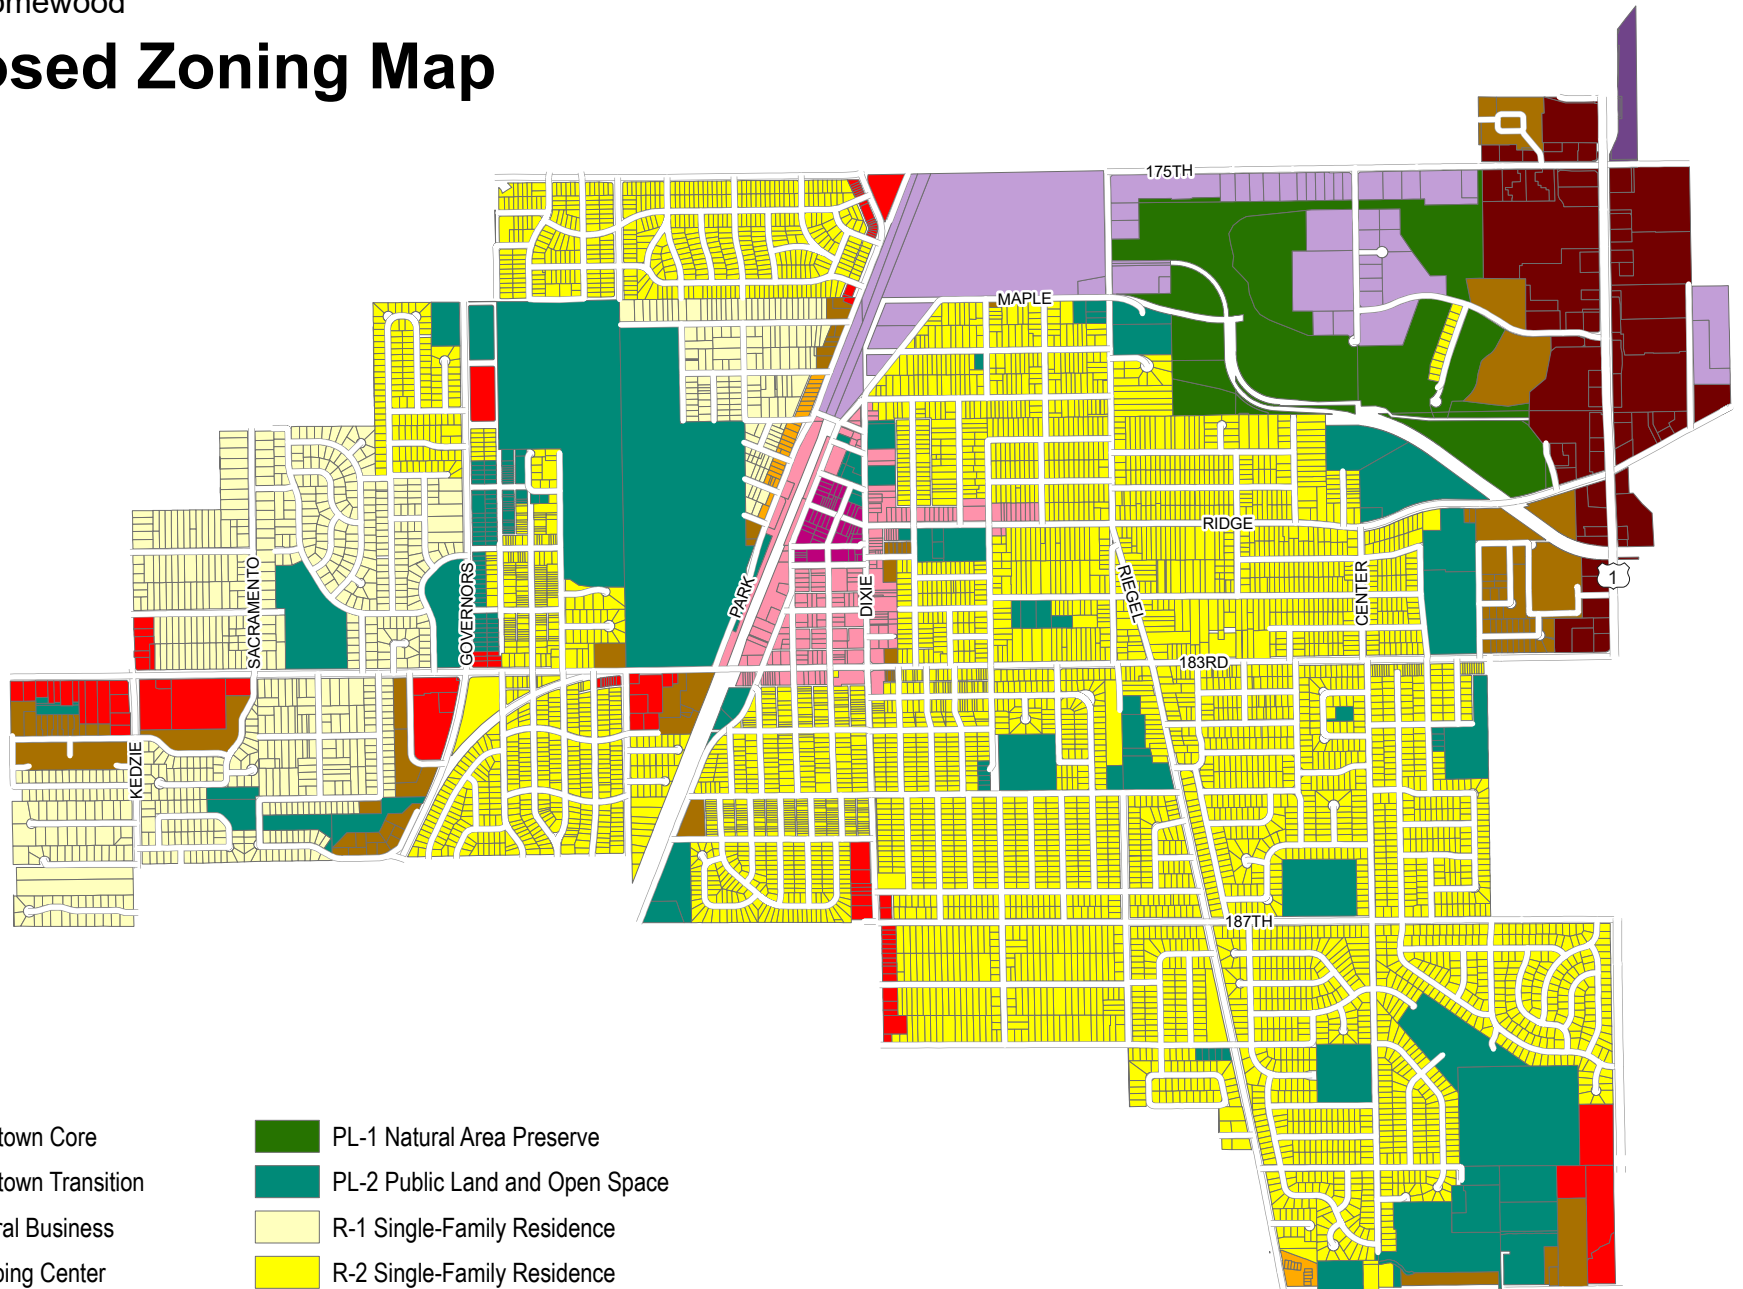 omewood
osed Zoning Map
175TH
MAPLE
RIDGE
SACRAMENTO
GOVERNORS
PARK
DIXIE
RIEGEL
CENTER
1
183RD
KEDZIE
187TH
town Core
town Transition
ral Business
ping Center
PL-1 Natural Area Preserve
PL-2 Public Land and Open Space
R-1 Single-Family Residence
R-2 Single-Family Residence